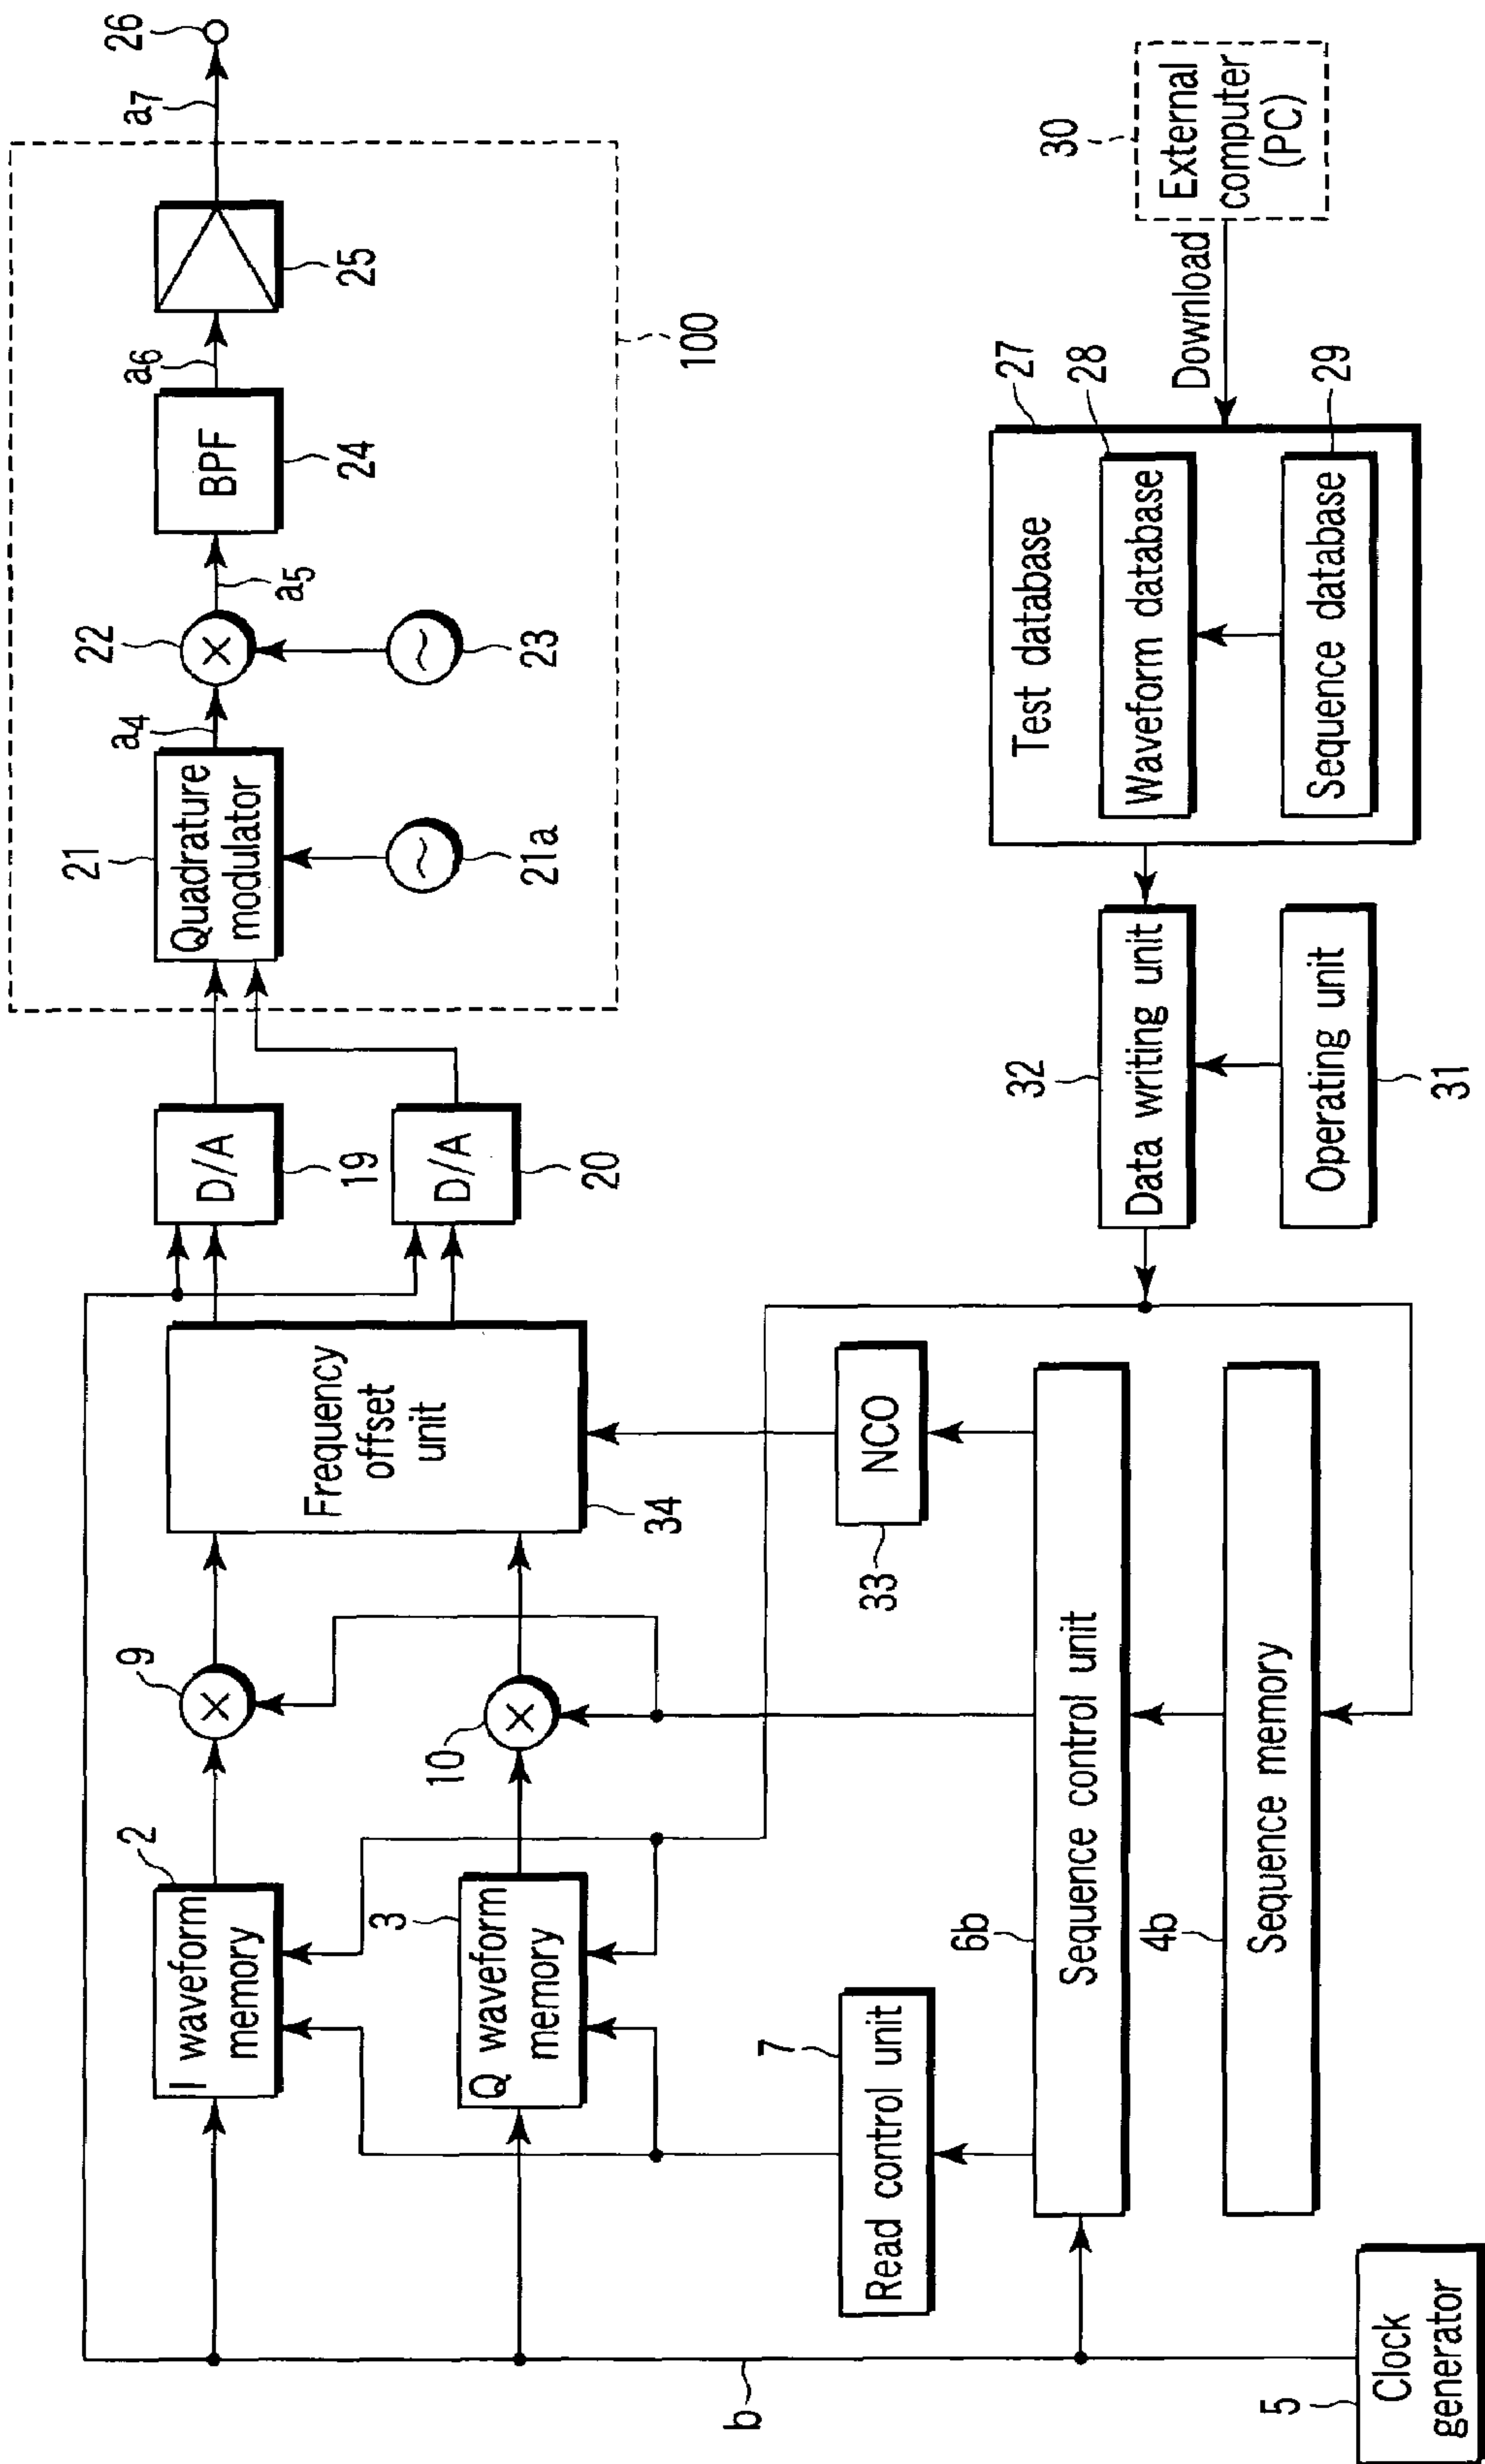 a7
26
25
a6
BPF
24
a5
22
23
a4
Quadrature
modulator
21
21a
100
D/A
19
D/A
20
Frequency
offset
unit
34
NCO
33
9
10
I waveform
memory
2
Q waveform
memory
3
Read control unit
7
Sequence control unit
6b
Sequence memory
4b
Clock
generator
5
b
External
computer
(PC)
30
Download
Test database
27
Waveform database
28
Sequence database
29
Data writing unit
32
Operating unit
31